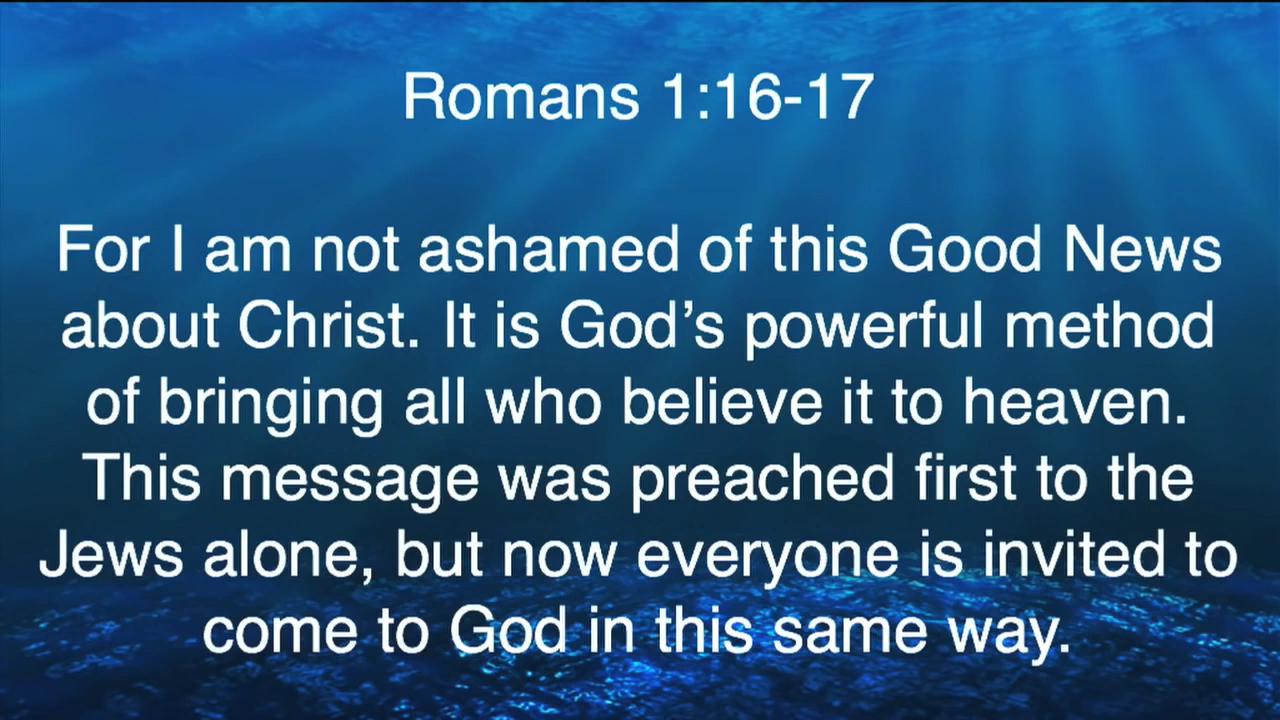 Romans 1:16-17
For I am not ashamed of this Good News
about Christ. It is God’s powerful method
of bringing all who believe it to heaven.
This message was preached first to the
Jews alone, but now everyone is invited to
come to God in this same way.